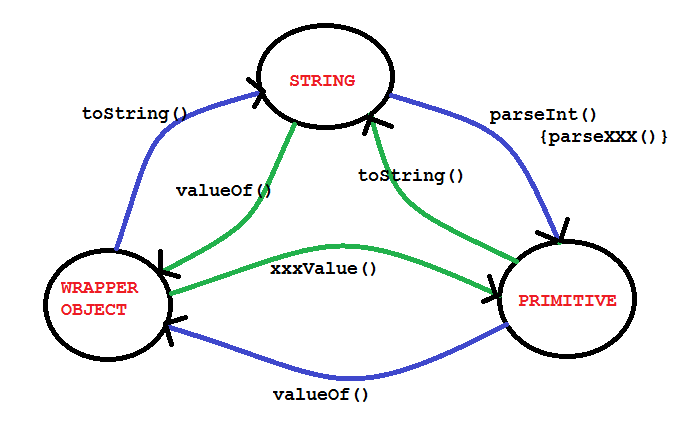 STRING
toString()
parseInt()
{parseXXX()}
valueOf()
toString()
xxxValue()
WRAPPER
OBJECT
PRIMITIVE
valueOf()